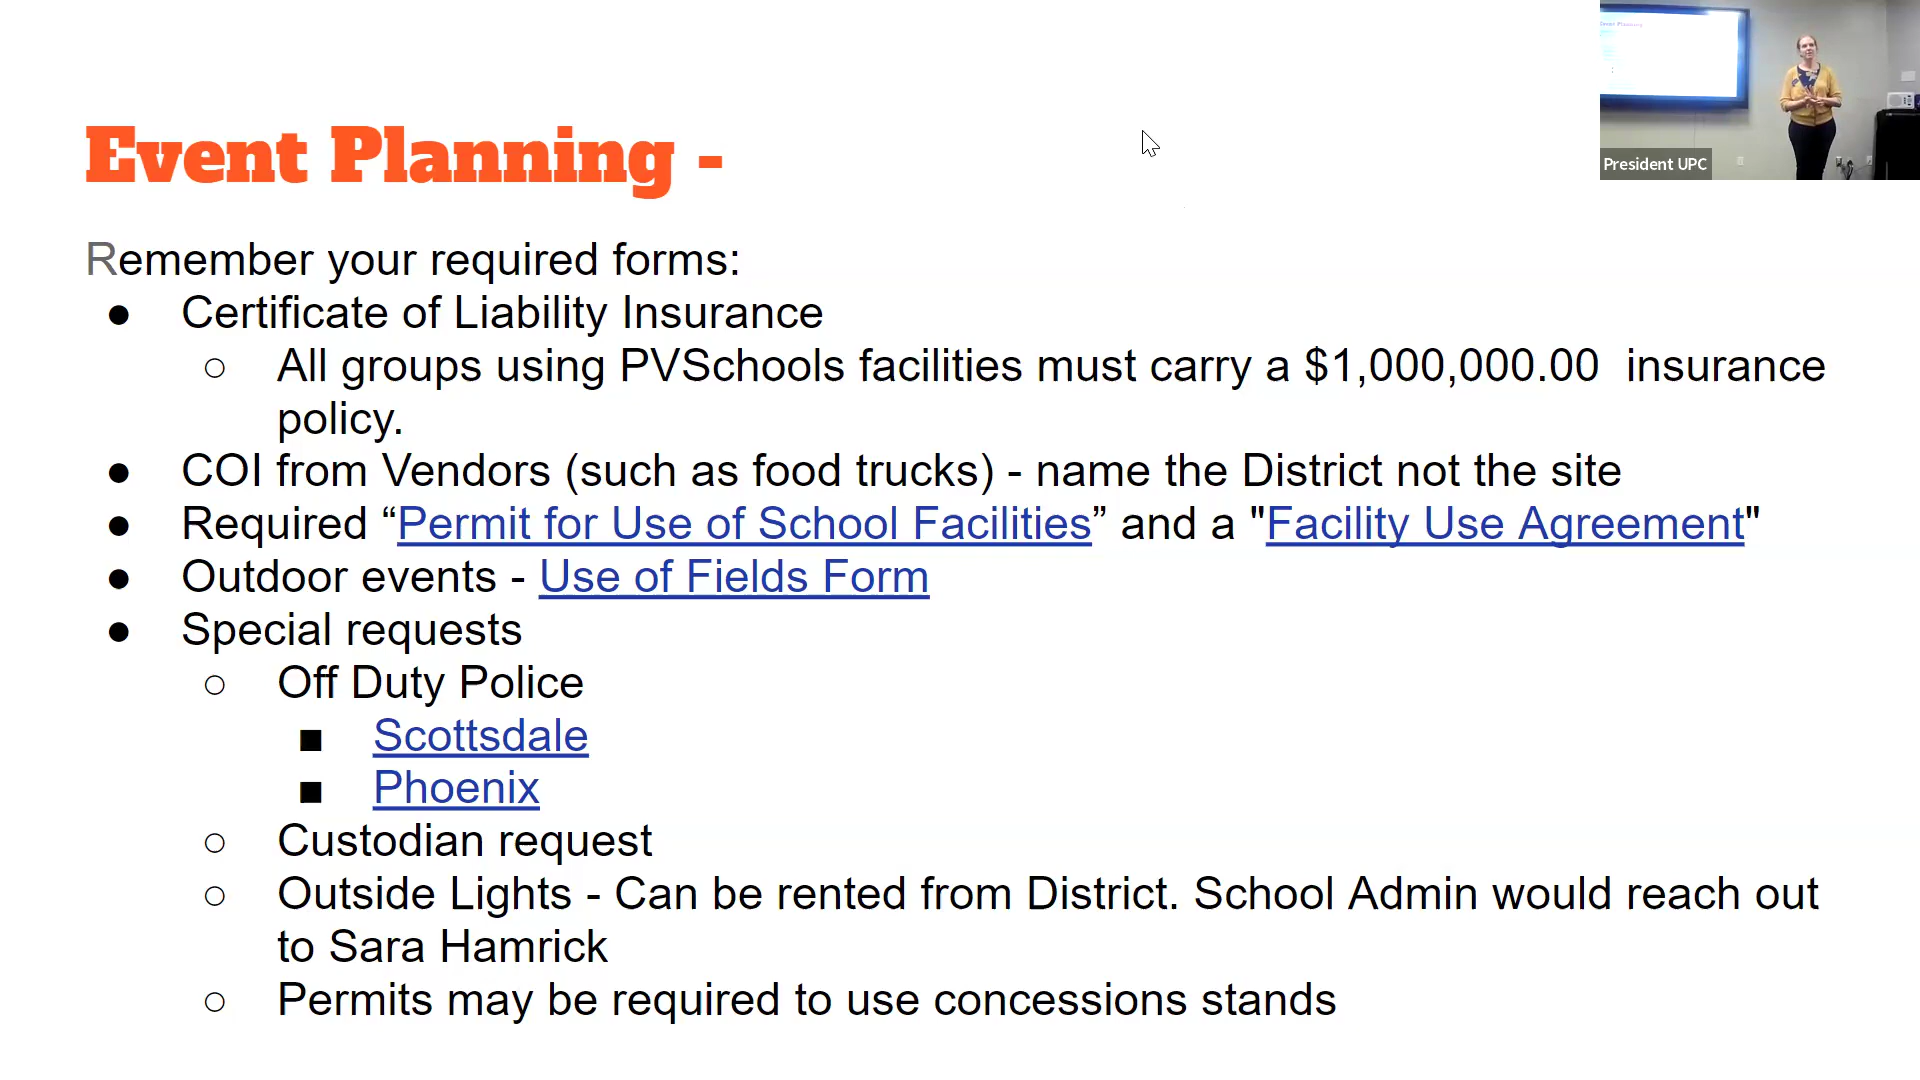 Event Planning -
President UPC
Remember your required forms:
● Certificate of Liability Insurance
○ All groups using PVSchools facilities must carry a $1,000,000.00  insurance
policy.
● COI from Vendors (such as food trucks) - name the District not the site
● Required “Permit for Use of School Facilities” and a "Facility Use Agreement"
● Outdoor events - Use of Fields Form
● Special requests
○ Off Duty Police
■ Scottsdale
■ Phoenix
○ Custodian request
○ Outside Lights - Can be rented from District. School Admin would reach out
to Sara Hamrick
○ Permits may be required to use concessions stands